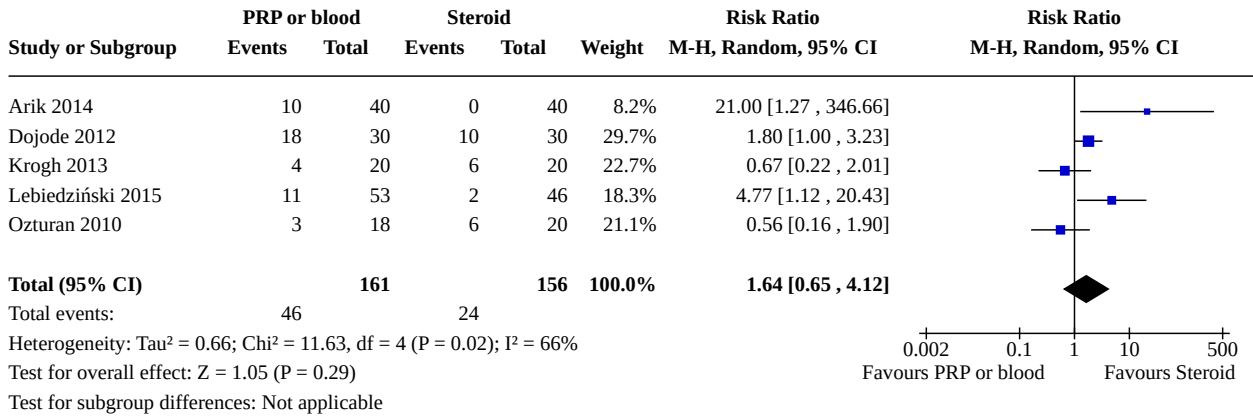 PRP or blood Steroid Risk Ratio Risk Ratio
Study or Subgroup Events Total Events Total Weight M-H, Random, 95% CI M-H, Random, 95% CI
Arik 2014 10 40 0 40 8.2% 21.00 [1.27 , 346.66]
Dojode 2012 18 30 10 30 29.7% 1.80 [1.00 , 3.23]
Krogh 2013 4 20 6 20 22.7% 0.67 [0.22 , 2.01]
Lebiedziński 2015 11 53 2 46 18.3% 4.77 [1.12 , 20.43]
Ozturan 2010 3 18 6 20 21.1% 0.56 [0.16 , 1.90]
Total (95% CI) 161 156 100.0% 1.64 [0.65 , 4.12]
Total events: 46 24
Heterogeneity: Tau² = 0.66; Chi² = 11.63, df = 4 (P = 0.02); I² = 66%
0.002 0.1 1 10 500
Test for overall effect: Z = 1.05 (P = 0.29) Favours PRP or blood Favours Steroid
Test for subgroup differences: Not applicable